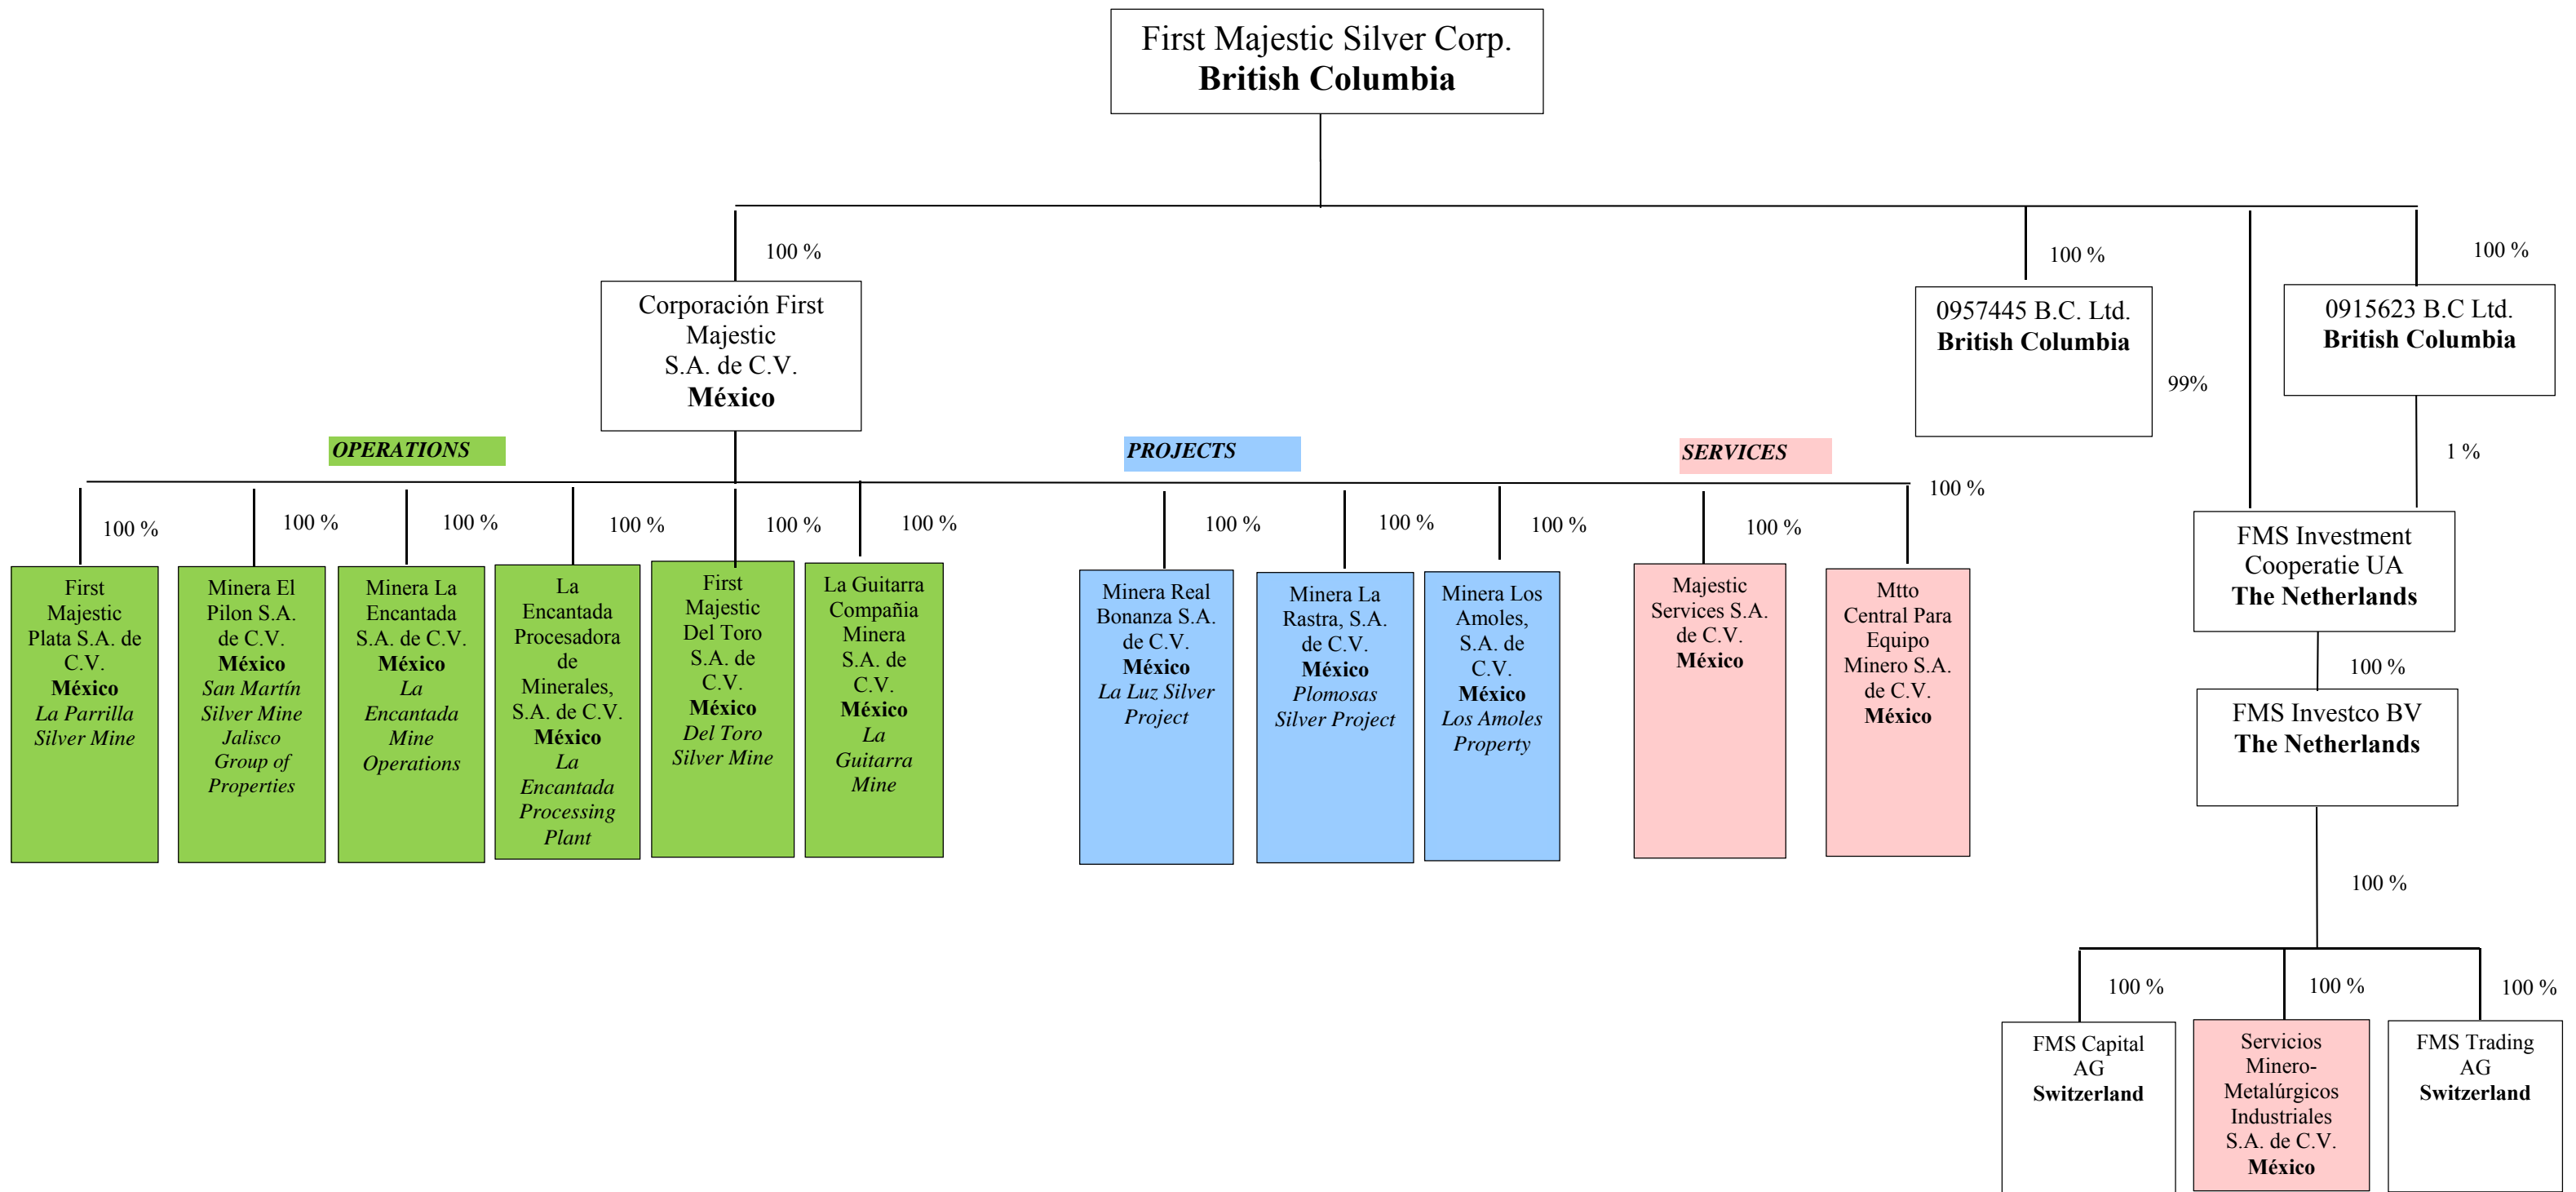 First Majestic Silver Corp.
British Columbia
100 %
Corporación First
Majestic
S.A. de C.V.
México
100 %
0957445 B.C. Ltd.
British Columbia
99%
100 %
0915623 B.C Ltd.
British Columbia
1 %
OPERATIONS
PROJECTS
SERVICES
100 %
First
Majestic
Plata S.A. de
C.V.
México
La Parrilla
Silver Mine
100 %
Minera El
Pilon S.A.
de C.V.
México
San Martín
Silver Mine
Jalisco
Group of
Properties
100 %
Minera La
Encantada
S.A. de C.V.
México
La
Encantada
Mine
Operations
100 %
La
Encantada
Procesadora
de
Minerales,
S.A. de C.V.
México
La
Encantada
Processing
Plant
100 %
First
Majestic
Del Toro
S.A. de
C.V.
México
Del Toro
Silver Mine
100 %
La Guitarra
Compañia
Minera
S.A. de
C.V.
México
La
Guitarra
Mine
100 %
Minera Real
Bonanza S.A.
de C.V.
México
La Luz Silver
Project
100 %
Minera La
Rastra, S.A.
de C.V.
México
Plomosas
Silver Project
100 %
Minera Los
Amoles,
S.A. de
C.V.
México
Los Amoles
Property
100 %
Majestic
Services S.A.
de C.V.
México
100 %
Mtto
Central Para
Equipo
Minero S.A.
de C.V.
México
FMS Investment
Cooperatie UA
The Netherlands
100 %
FMS Investco BV
The Netherlands
100 %
100 %
FMS Capital
AG
Switzerland
100 %
Servicios
Minero-
Metalúrgicos
Industriales
S.A. de C.V.
México
100 %
FMS Trading
AG
Switzerland